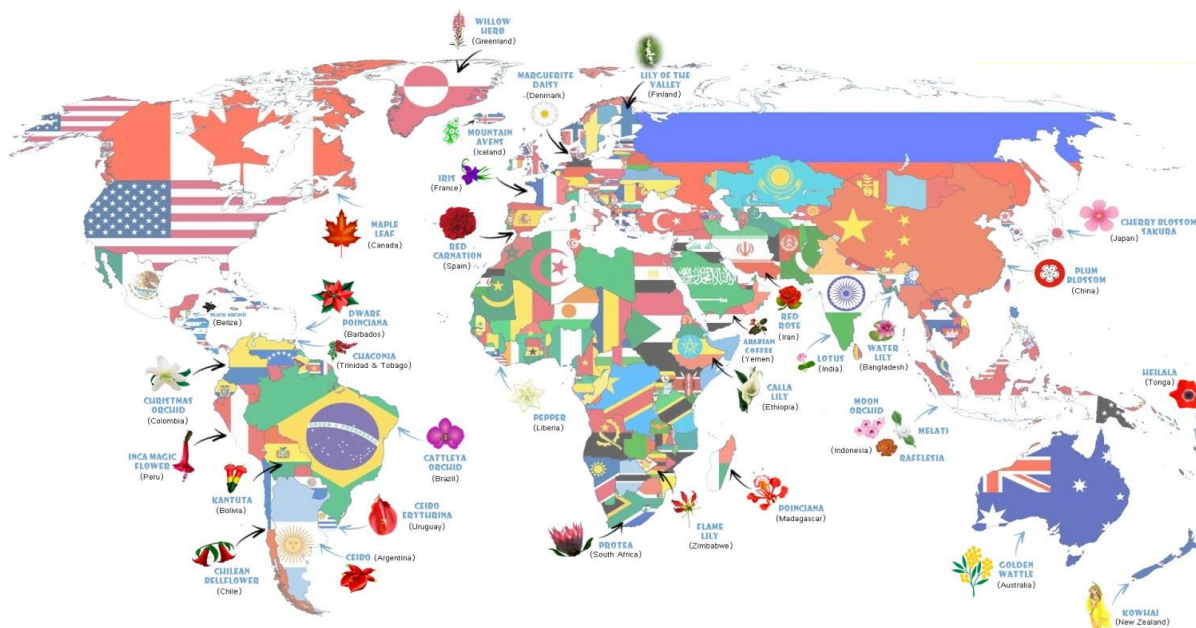 WILLOW
HERB
(Greenland)
MARGUERITE
DAISY
(Denmark)
LILY OF THE
VALLEY
(Finland)
MOUNTAIN
AVENS
(Iceland)
IRIS
(France)
RED
CARNATION
(Spain)
MAPLE
LEAF
(Canada)
CHERRY BLOSSOM
SAKURA
(Japan)
PLUM
BLOSSOM
(China)
BLACK ORCHID
(Belize)
DWARF
POINCIANA
(Barbados)
CHACONIA
(Trinidad & Tobago)
RED
ROSE
(Iran)
ARABIAN
COFFEE
(Yemen)
LOTUS
(India)
WATER
LILY
(Bangladesh)
CALLA
LILY
(Ethiopia)
HEILALA
(Tonga)
CHRISTMAS
ORCHID
(Colombia)
PEPPER
(Liberia)
MOON
ORCHID
MELATI
(Indonesia)
RAFFLESIA
INCA MAGIC
FLOWER
(Peru)
CATTLEYA
ORCHID
(Brazil)
KANTUTA
(Bolivia)
CEIBO
ERYTHRINA
(Uruguay)
POINCIANA
(Madagascar)
FLAME
LILY
(Zimbabwe)
PROTEA
(South Africa)
CEIBO (Argentina)
CHILEAN
BELLFLOWER
(Chile)
GOLDEN
WATTLE
(Australia)
KOWHAI
(New Zealand)